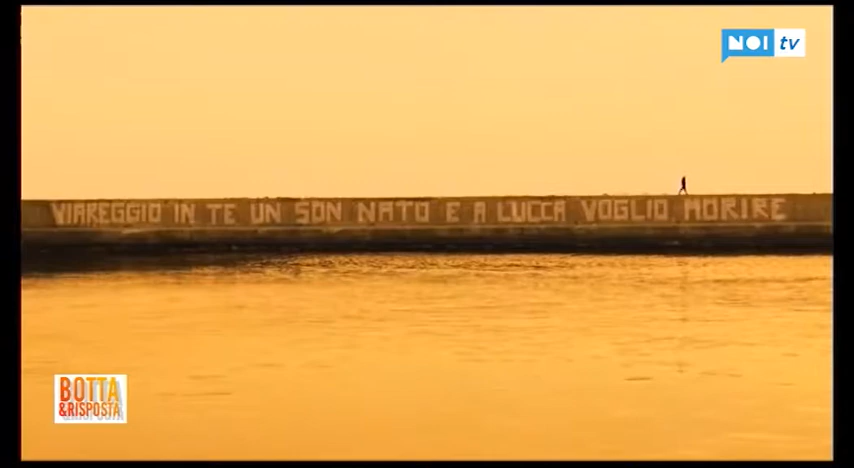 NOI tv
VIAREGGIO IN TE UN SON NATO E A LUCCA VOGLIO MORIRE
BOTTA
&RISPOSTA